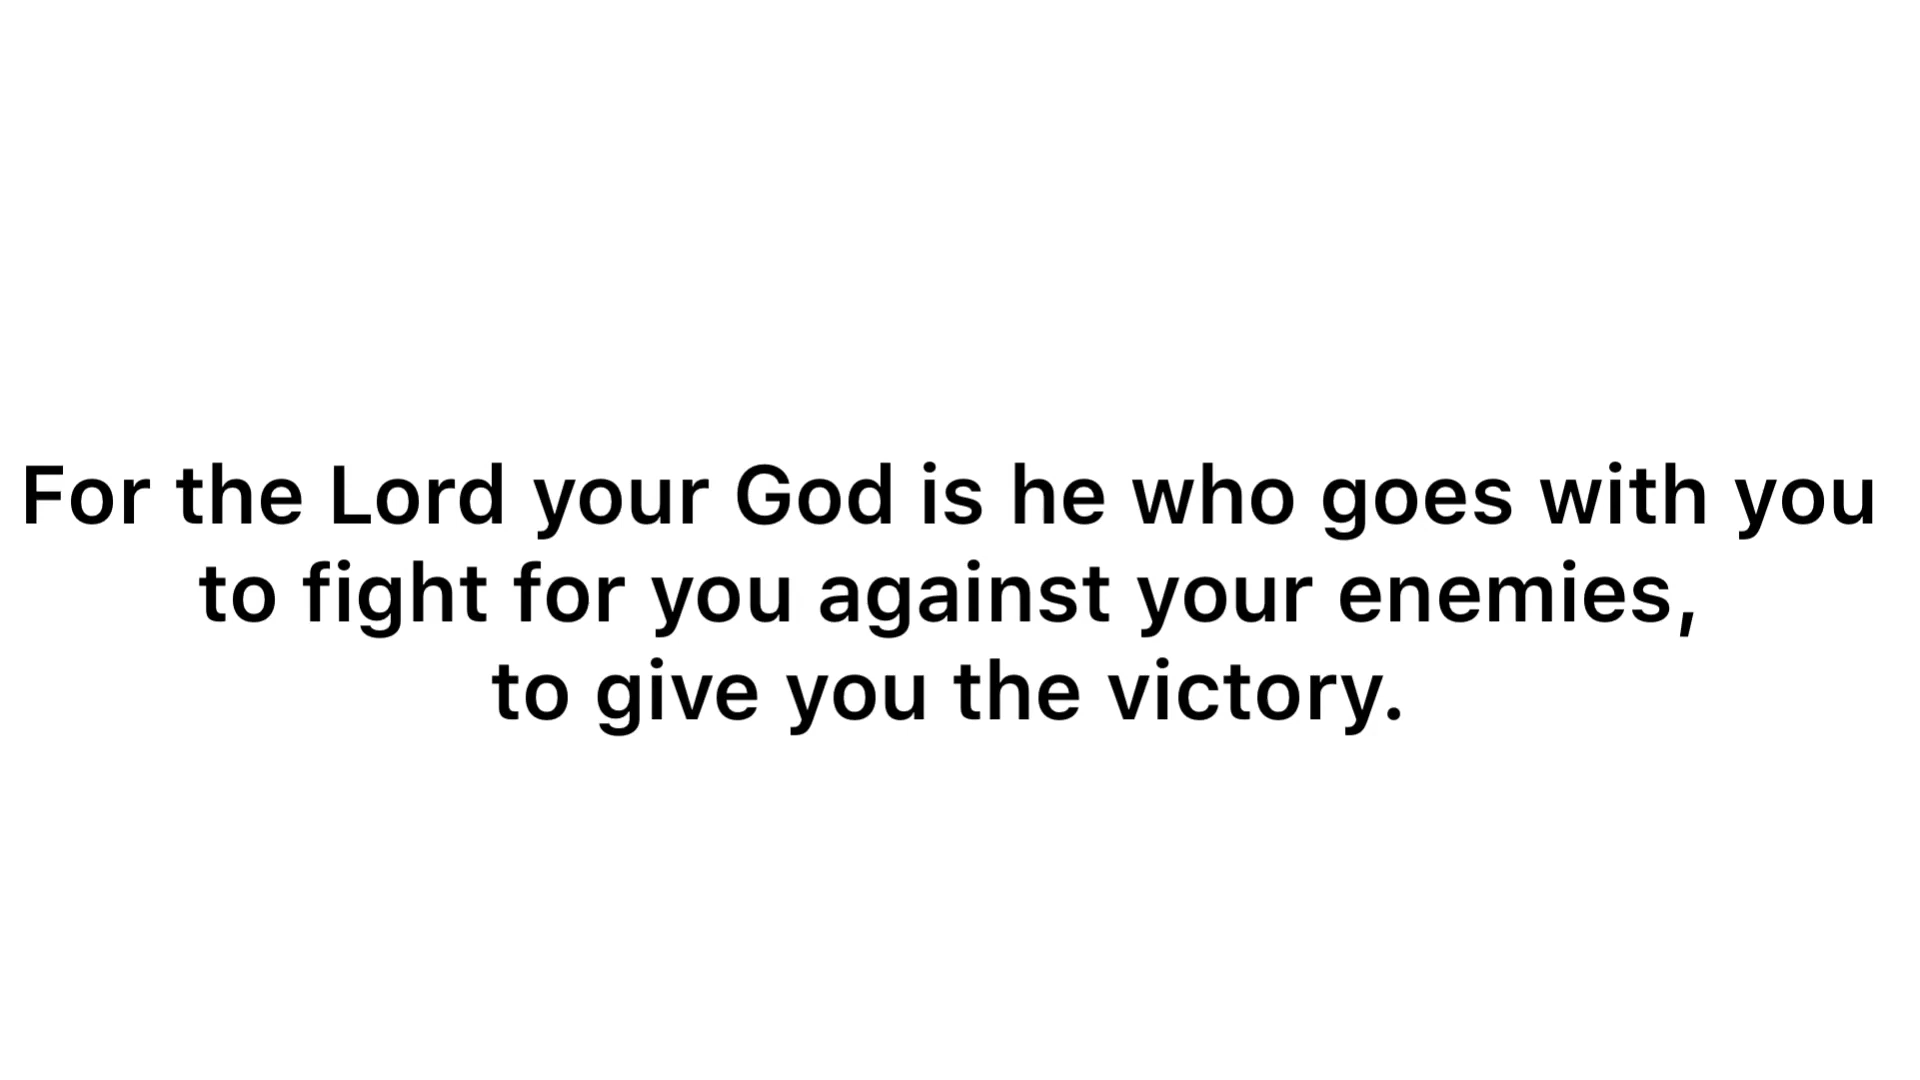 For the Lord your God is he who goes with you
to fight for you against your enemies,
to give you the victory.